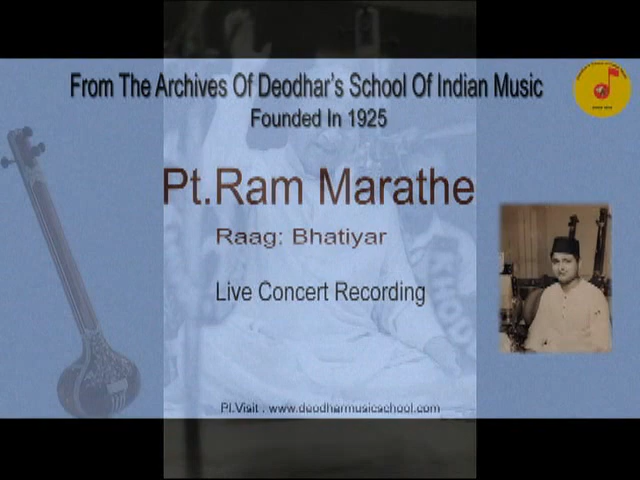 From The Archives Of Deodhar's School Of Indian Music
Founded In 1925
Pt.Ram Marathe
Raag: Bhatiyar
Live Concert Recording
Pl.Visit . www.deodharmusicschool.com